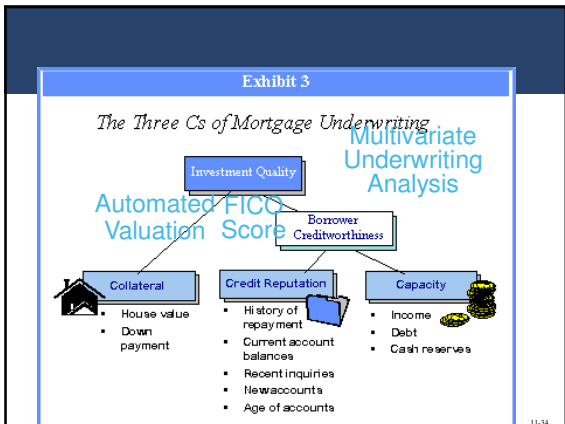 Exhibit 3
The Three Cs of Mortgage Underwriting
Multivariate
Underwriting
Analysis
Investment Quality
Automated
Valuation
FICO
Score
Borrower
Creditworthiness
Collateral
House value
Down
payment
Credit Reputation
History of
repayment
Current account
balances
Recent inquiries
New accounts
Age of accounts
Capacity
Income
Debt
Cash reserves
11-34